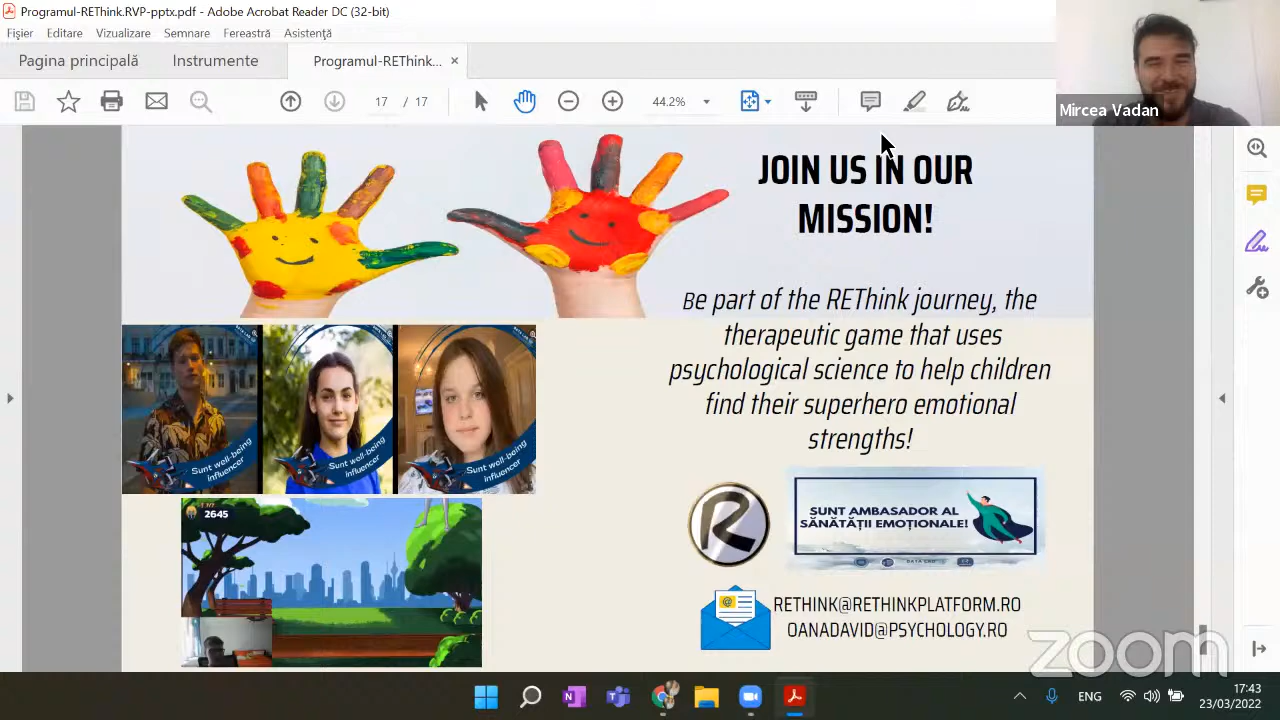 Programul-REThink.RVP-pptx.pdf - Adobe Acrobat Reader DC (32-bit)
Fișier Editare Vizualizare Semnare Fereastră Asistență
Pagina principală Instrumente Programul-REThink... ×
17 / 17 44.2%
Mircea Vadan
JOIN US IN OUR
MISSION!
Be part of the REThink journey, the
therapeutic game that uses
psychological science to help children
find their superhero emotional
strengths!
Sunt well-being
influencer
Sunt well-being
influencer
Sunt well-being
influencer
2645
R
SUNT AMBASADOR AL
SĂNĂTĂȚII EMOȚIONALE!
@
RETHINK@RETHINKPLATFORM.RO
OANADAVID@PSYCHOLOGY.RO
zoom
ENG
17:43
23/03/2022